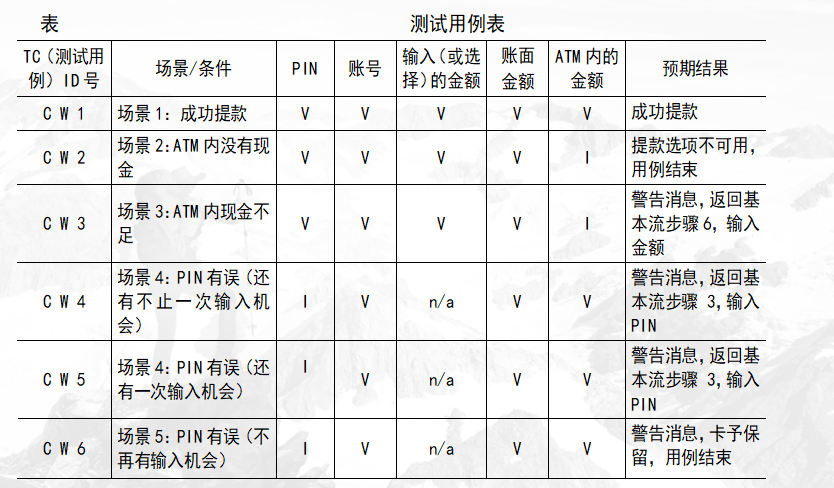 表 测试用例表
TC（测试用例）ID号 场景/条件 PIN 账号 输入（或选择）的金额 账面金额 ATM内的金额 预期结果
CW1 场景1：成功提款 V V V V V 成功提款
CW2 场景2：ATM内没有现金 V V V V I 提款选项不可用，用例结束
CW3 场景3：ATM内现金不足 V V V V I 警告消息，返回基本流步骤6，输入金额
CW4 场景4：PIN有误（还有不止一次输入机会） I V n/a V V 警告消息，返回基本流步骤 3，输入PIN
CW5 场景4：PIN有误（还有一次输入机会） I V n/a V V 警告消息，返回基本流步骤 3，输入PIN
CW6 场景5：PIN有误（不再有输入机会） I V n/a V V 警告消息，卡予保留，用例结束